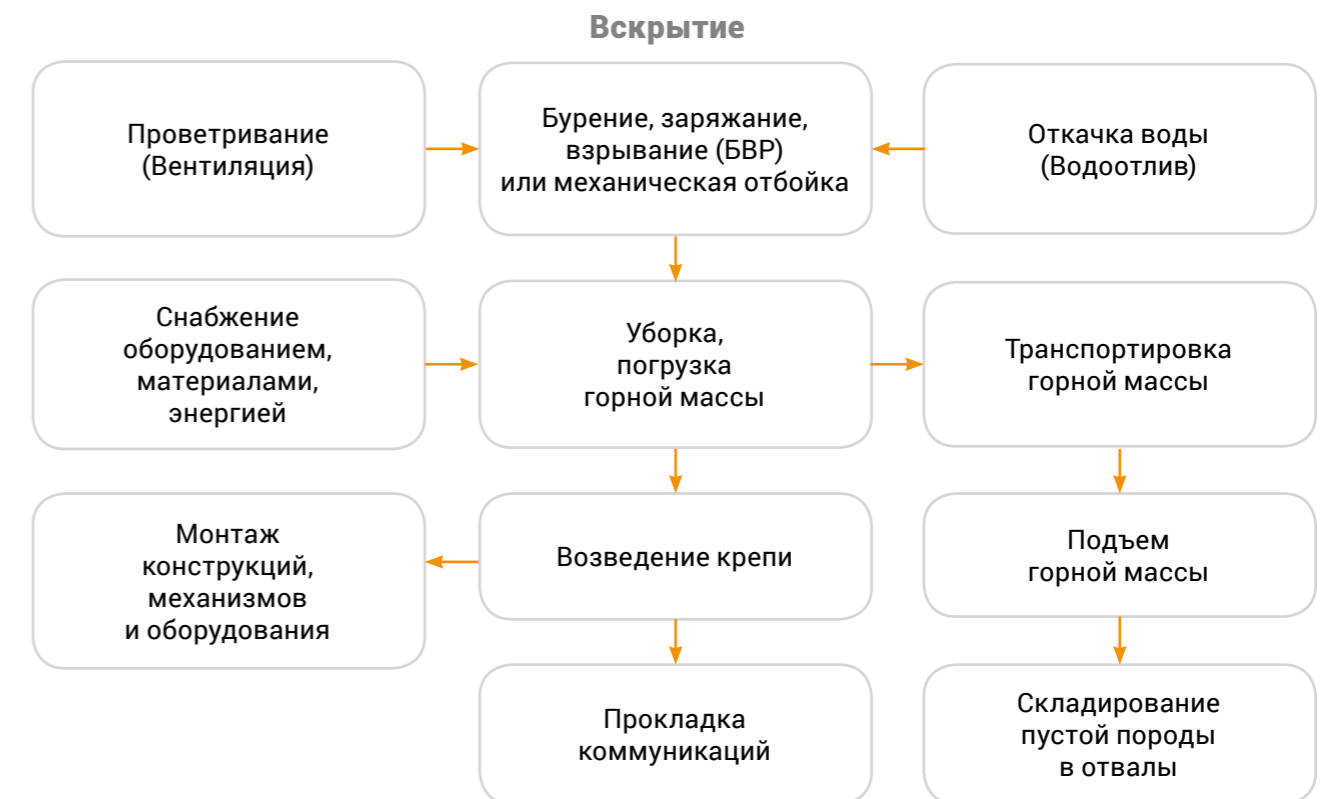 Вскрытие
Проветривание
(Вентиляция)
Бурение, заряжание,
взрывание (БВР)
или механическая отбойка
Откачка воды
(Водоотлив)
Снабжение
оборудованием,
материалами,
энергией
Уборка,
погрузка
горной массы
Транспортировка
горной массы
Монтаж
конструкций,
механизмов
и оборудования
Возведение крепи
Подъем
горной массы
Прокладка
коммуникаций
Складирование
пустой породы
в отвалы